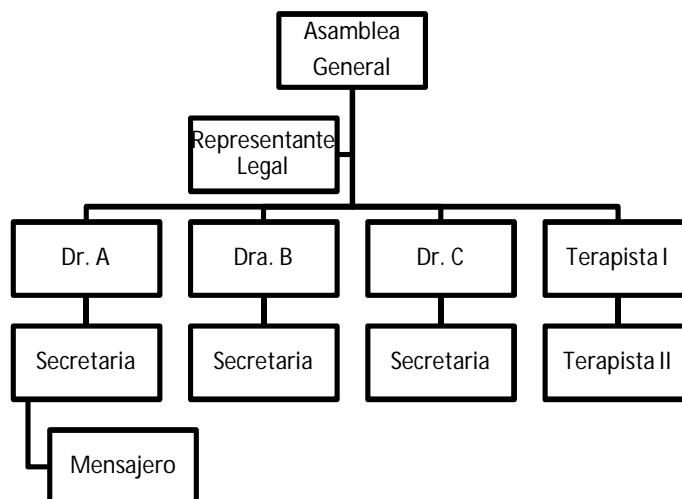 Asamblea
General
Representante
Legal
Dr. A
Dra. B
Dr. C
Terapista I
Secretaria
Secretaria
Secretaria
Terapista II
Mensajero